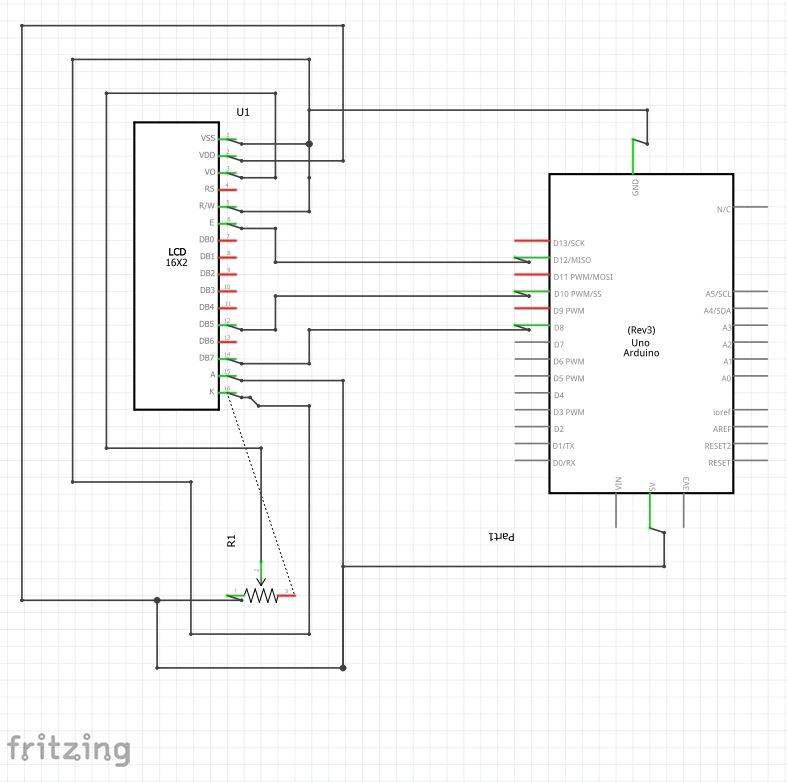 U1
VSS 1
VDD 2
VO 3
RS 4
R/W 5
E 6
DB0 7
DB1 8
DB2 9
DB3 10
DB4 11
DB5 12
DB6 13
DB7 14
A 15
K 16
LCD
16X2
GND
N/C
D13/SCK
D12/MISO
D11 PWM/MOSI
D10 PWM/SS
D9 PWM
D8
D7
D6 PWM
D5 PWM
D4
D3 PWM
D2
D1/TX
D0/RX
A5/SCL
A4/SDA
A3
A2
A1
A0
ioref
AREF
RESET2
RESET
(Rev3)
Uno
Arduino
VIN
5V
3V3
Part1
R1
2
1
3
fritzing